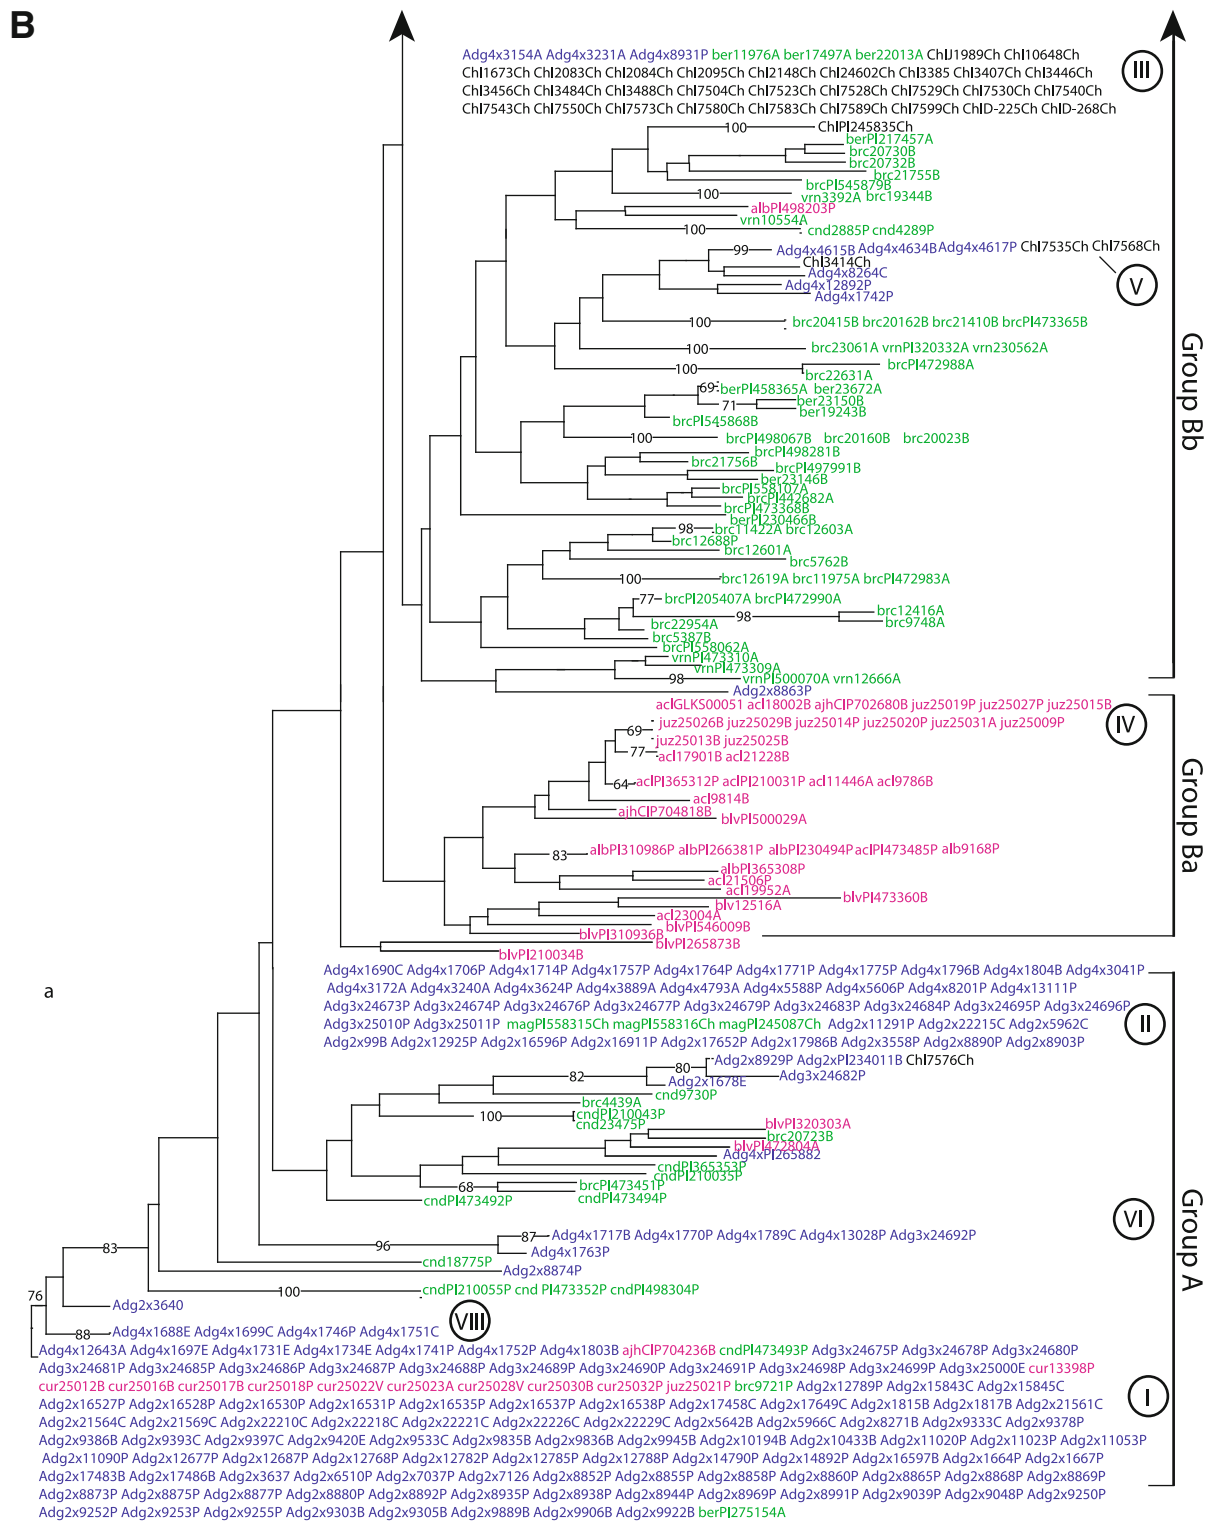 B
Adg4x3154A Adg4x3231A Adg4x8931P ber11976A ber17497A ber22013A ChlJ1989Ch Chl10648Ch
III
Chl1673Ch Chl2083Ch Chl2084Ch Chl2095Ch Chl2148Ch Chl24602Ch Chl3385 Chl3407Ch Chl3446Ch
Chl3456Ch Chl3484Ch Chl3488Ch Chl7504Ch Chl7523Ch Chl7528Ch Chl7529Ch Chl7530Ch Chl7540Ch
Chl7543Ch Chl7550Ch Chl7573Ch Chl7580Ch Chl7583Ch Chl7589Ch Chl7599Ch ChlD-225Ch ChlD-268Ch
100 ChlPI245835Ch
berPI217457A
brc20730B
brc20732B
brc21755B
brcPI545879B
100 vrn3392A brc19344B
albPI498203P
vrn10554A
100 cnd2885P cnd4289P
99 Adg4x4615B Adg4x4634B Adg4x4617P Chl7535Ch Chl7568Ch
Chl3414Ch
Adg4x8264C
V
Adg4x12892P
Adg4x1742P
100 brc20415B brc20162B brc21410B brcPI473365B
100 brc23061A vrnPI320332A vrn230562A
100 brcPI472988A
brc22631A
Group Bb
69 berPI458365A ber23672A
71 ber23150B
ber19243B
brcPI545868B
100 brcPI498067B brc20160B brc20023B
brcPI498281B
brc21756B
brcPI497991B
ber23146B
brcPI558107A
brcPI442682A
brcPI473368B
berPI230466B
98 brc11422A brc12603A
brc12688P
brc12601A
brc5762B
100 brc12619A brc11975A brcPI472983A
77 brcPI205407A brcPI472990A
98 brc12416A
brc9748A
brc22954A
brc5387B
brcPI558062A
vrnPI473310A
vrnPI473309A
98 vrnPI500070A vrn12666A
Adg2x8863P
aclGLKS00051 acl18002B ajhCIP702680B juz25019P juz25027P juz25015B
IV
69 juz25026B juz25029B juz25014P juz25020P juz25031A juz25009P
juz25013B juz25025B
77 acl17901B acl21228B
64 aclPI365312P aclPI210031P acl11446A acl9786B
acl9814B
ajhCIP704818B
blvPI500029A
Group Ba
83 albPI310986P albPI266381P albPI230494P aclPI473485P alb9168P
albPI365308P
acl21506P
acl19952A
blvPI473360B
blv12516A
acl23004A
blvPI546009B
blvPI310936B
blvPI265873B
blvPI210034B
Adg4x1690C Adg4x1706P Adg4x1714P Adg4x1757P Adg4x1764P Adg4x1771P Adg4x1775P Adg4x1796B Adg4x1804B Adg4x3041P
a
Adg4x3172A Adg4x3240A Adg4x3624P Adg4x3889A Adg4x4793A Adg4x5588P Adg4x5606P Adg4x8201P Adg4x13111P
Adg3x24673P Adg3x24674P Adg3x24676P Adg3x24677P Adg3x24679P Adg3x24683P Adg3x24684P Adg3x24695P Adg3x24696P
Adg3x25010P Adg3x25011P magPI558315Ch magPI558316Ch magPI245087Ch Adg2x11291P Adg2x22215C Adg2x5962C
II
Adg2x99B Adg2x12925P Adg2x16596P Adg2x16911P Adg2x17652P Adg2x17986B Adg2x3558P Adg2x8890P Adg2x8903P
80 Adg2x8929P Adg2xPI234011B Chl7576Ch
82 Adg3x24682P
Adg2x1678E
cnd9730P
brc4439A
100 cndPI210043P
cnd23475P
blvPI320303A
brc20723B
blvPI472804A
Adg4xPI265882
cndPI365353P
cndPI210035P
68 brcPI473451P
cndPI473494P
cndPI473492P
VI
Group A
87 Adg4x1717B Adg4x1770P Adg4x1789C Adg4x13028P Adg3x24692P
96 Adg4x1763P
83
cnd18775P
Adg2x8874P
100 cndPI210055P cnd PI473352P cndPI498304P
76
Adg2x3640
VIII
88 Adg4x1688E Adg4x1699C Adg4x1746P Adg4x1751C
Adg4x12643A Adg4x1697E Adg4x1731E Adg4x1734E Adg4x1741P Adg4x1752P Adg4x1803B ajhCIP704236B cndPI473493P Adg3x24675P Adg3x24678P Adg3x24680P
Adg3x24681P Adg3x24685P Adg3x24686P Adg3x24687P Adg3x24688P Adg3x24689P Adg3x24690P Adg3x24691P Adg3x24698P Adg3x24699P Adg3x25000E cur13398P
cur25012B cur25016B cur25017B cur25018P cur25022V cur25023A cur25028V cur25030B cur25032P juz25021P brc9721P Adg2x12789P Adg2x15843C Adg2x15845C
I
Adg2x16527P Adg2x16528P Adg2x16530P Adg2x16531P Adg2x16535P Adg2x16537P Adg2x16538P Adg2x17458C Adg2x17649C Adg2x1815B Adg2x1817B Adg2x21561C
Adg2x21564C Adg2x21569C Adg2x22210C Adg2x22218C Adg2x22221C Adg2x22226C Adg2x22229C Adg2x5642B Adg2x5966C Adg2x8271B Adg2x9333C Adg2x9378P
Adg2x9386B Adg2x9393C Adg2x9397C Adg2x9420E Adg2x9533C Adg2x9835B Adg2x9836B Adg2x9945B Adg2x10194B Adg2x10433B Adg2x11020P Adg2x11023P Adg2x11053P
Adg2x11090P Adg2x12677P Adg2x12687P Adg2x12768P Adg2x12782P Adg2x12785P Adg2x12788P Adg2x14790P Adg2x14892P Adg2x16597B Adg2x1664P Adg2x1667P
Adg2x17483B Adg2x17486B Adg2x3637 Adg2x6510P Adg2x7037P Adg2x7126 Adg2x8852P Adg2x8855P Adg2x8858P Adg2x8860P Adg2x8865P Adg2x8868P Adg2x8869P
Adg2x8873P Adg2x8875P Adg2x8877P Adg2x8880P Adg2x8892P Adg2x8935P Adg2x8938P Adg2x8944P Adg2x8969P Adg2x8991P Adg2x9039P Adg2x9048P Adg2x9250P
Adg2x9252P Adg2x9253P Adg2x9255P Adg2x9303B Adg2x9305B Adg2x9889B Adg2x9906B Adg2x9922B berPI275154A